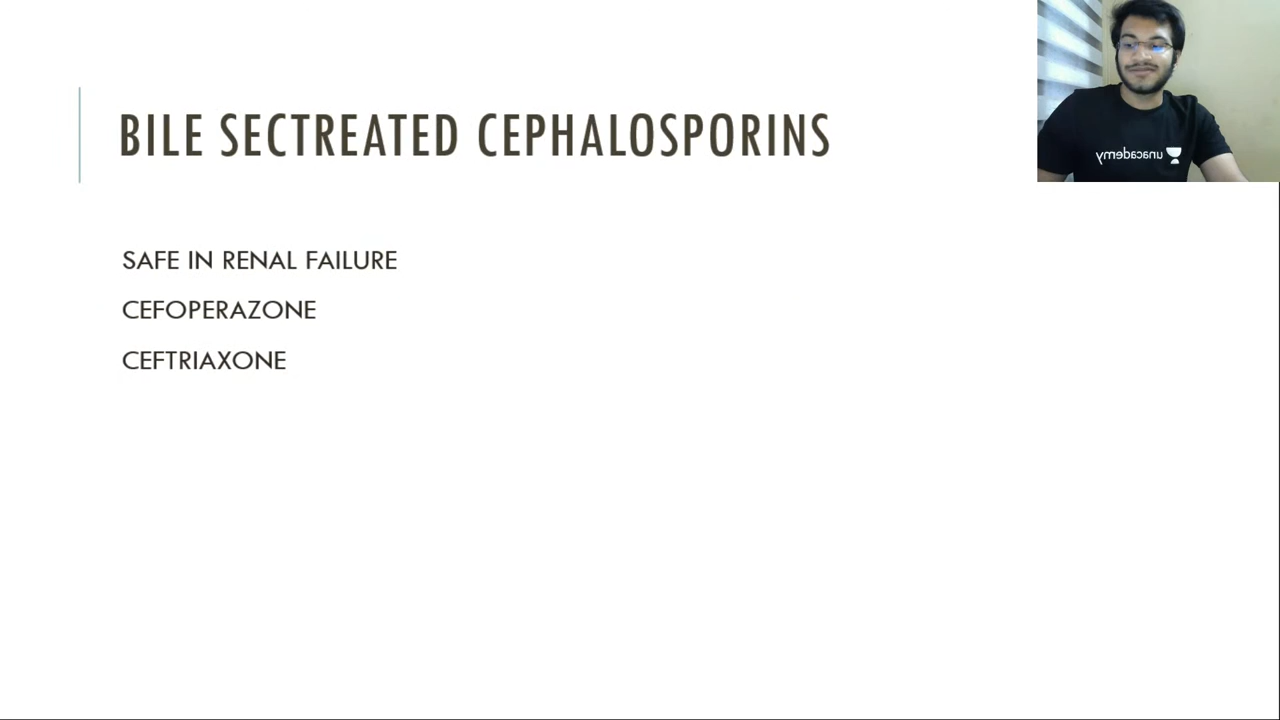 BILE SECTREATED CEPHALOSPORINS
SAFE IN RENAL FAILURE
CEFOPERAZONE
CEFTRIAXONE
unacademy